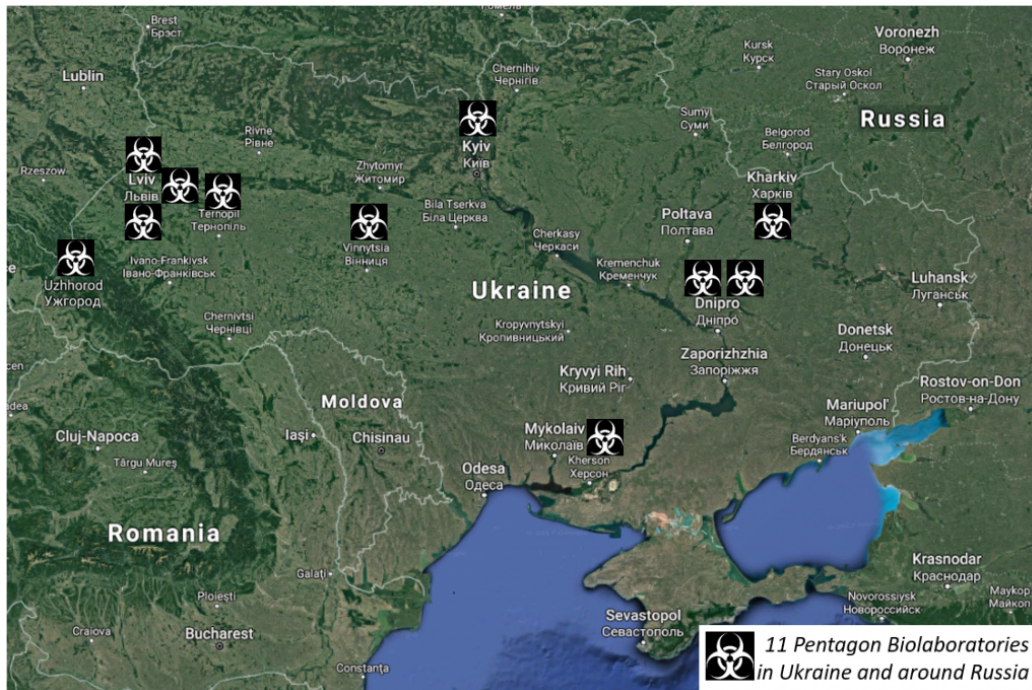 Brest
Брэст
Гомель
Kursk
Курск
Voronezh
Воронеж
Lublin
Chernihiv
Чернігів
Stary Oskol
Старый Оскол
Sumy
Суми
Russia
Rivne
Рівне
Kyiv
Київ
Belgorod
Белгород
Rzeszow
Lviv
Львів
Zhytomyr
Житомир
Kharkiv
Харків
Ternopil
Тернопіль
Bila Tserkva
Біла Церква
Poltava
Полтава
Vinnytsia
Вінниця
Cherkasy
Черкаси
Ivano-Frankivsk
Івано-Франківськ
Kremenchuk
Кременчук
Uzhhorod
Ужгород
Ukraine
Luhansk
Луганськ
Dnipro
Дніпро́
Chernivtsi
Чернівці
Kropyvnytskyi
Кропивницький
Donetsk
Донецьк
Zaporizhzhia
Запоріжжя
Kryvyi Rih
Кривий Ріг
Rostov-on-Don
Ростов-на-Дону
Moldova
Mariupol'
Маріуполь
Cluj-Napoca
Iași
Chisinau
Mykolaiv
Миколаїв
Berdyans'k
Бердянськ
Târgu Mureș
Kherson
Херсон
Odesa
Одеса
Romania
Krasnodar
Краснодар
Galați
Maykop
Майкоп
Ploiești
Novorossiysk
Новороссийск
Sevastopol
Севастополь
Craiova
Bucharest
Constanța
11 Pentagon Biolaboratories
in Ukraine and around Russia